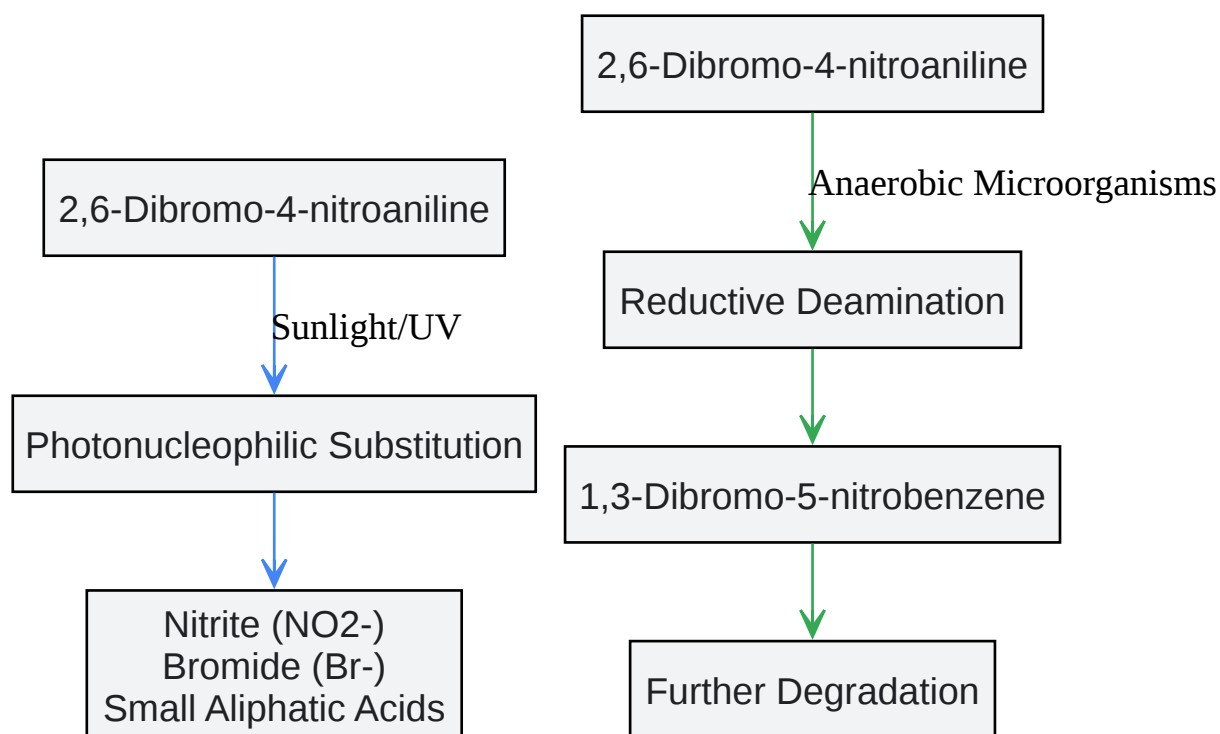 2,6-Dibromo-4-nitroaniline
Sunlight/UV
Photonucleophilic Substitution
Nitrite (NO2-)
Bromide (Br-)
Small Aliphatic Acids
2,6-Dibromo-4-nitroaniline
Anaerobic Microorganisms
Reductive Deamination
1,3-Dibromo-5-nitrobenzene
Further Degradation